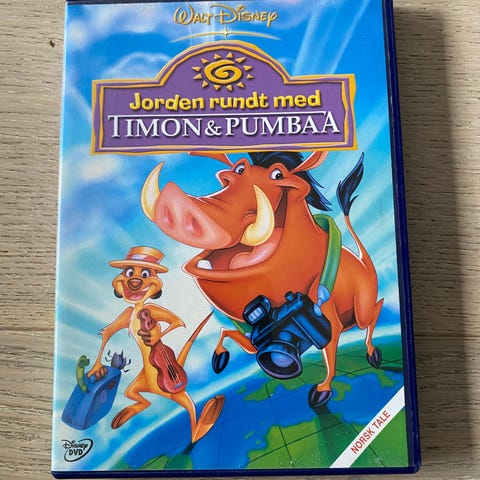 WALT DISNEY
Jorden rundt med
TIMON & PUMBAA
Disney
DVD
NORSK TALE